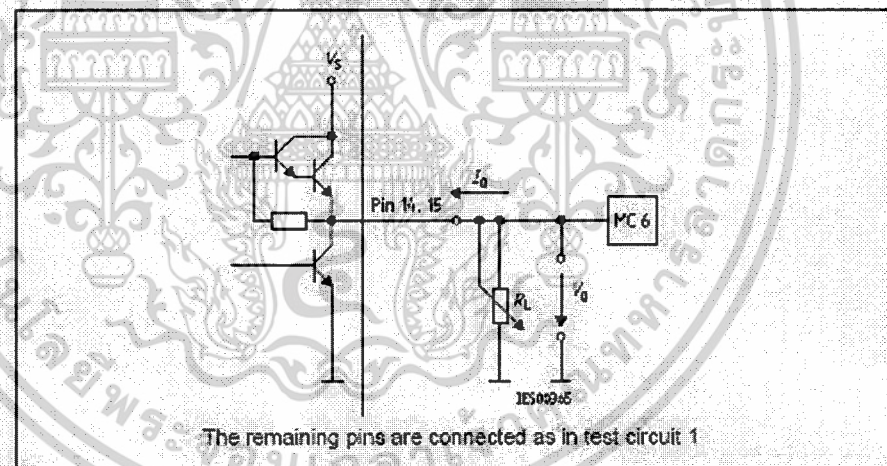 V_S
I_Q
Pin 14, 15
MC 6
R_L
V_Q
The remaining pins are connected as in test circuit 1